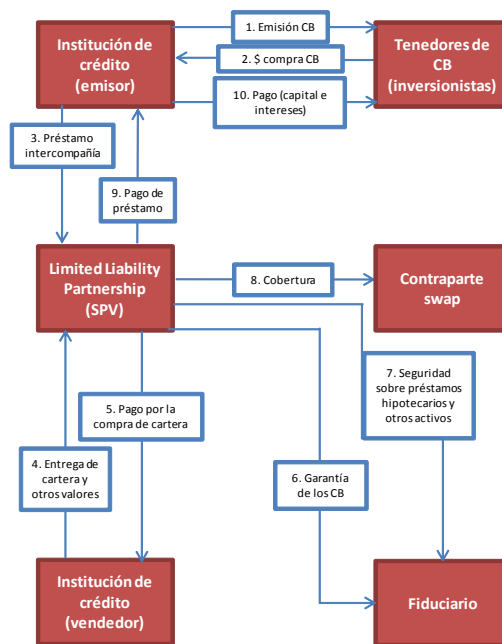 Institución de
crédito
(emisor)
1. Emisión CB
2. $ compra CB
10. Pago (capital e
intereses)
Tenedores de
CB
(inversionistas)
3. Préstamo
intercompañía
9. Pago de
préstamo
Limited Liability
Partnership
(SPV)
8. Cobertura
Contraparte
swap
7. Seguridad
sobre préstamos
hipotecarios y
otros activos
5. Pago por la
compra de cartera
4. Entrega de
cartera y
otros valores
6. Garantía
de los CB
Institución de
crédito
(vendedor)
Fiduciario